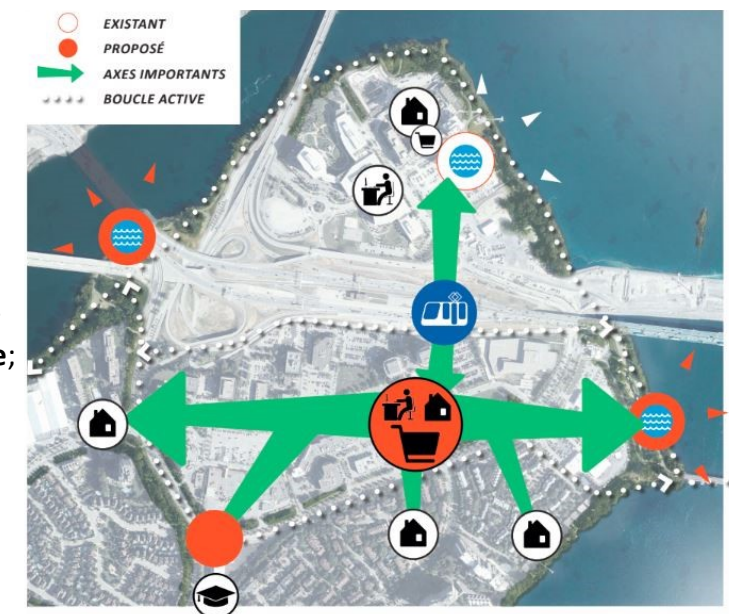 EXISTANT
PROPOSÉ
AXES IMPORTANTS
BOUCLE ACTIVE
e;